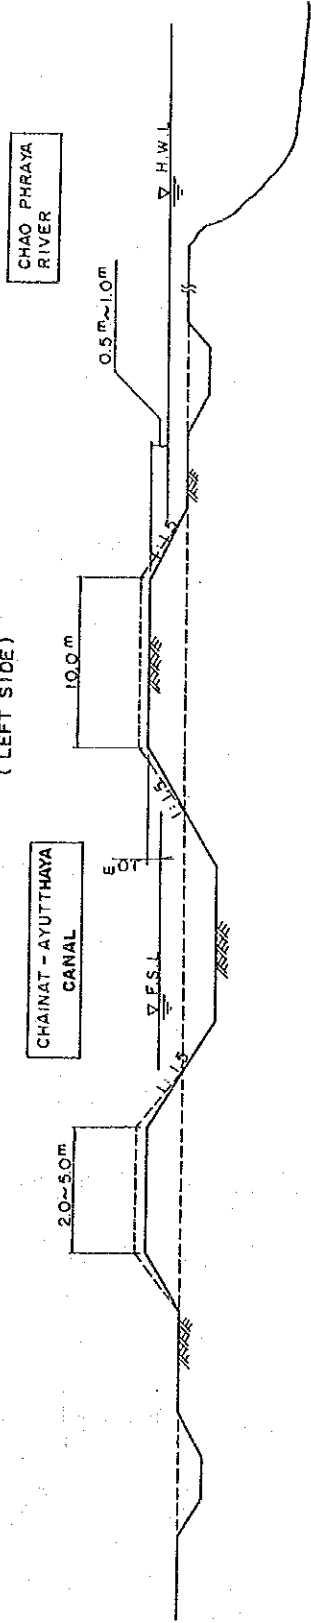 (LEFT SIDE)
CHAINAT-AYUTTHAYA
CANAL
CHAO PHRAYA
RIVER
2.0~5.0m
10.0m
0.5m~1.0m
1:1.5
▽ F.S.L
1.0m
1:1.5
1:1.5
▽ H.W.L